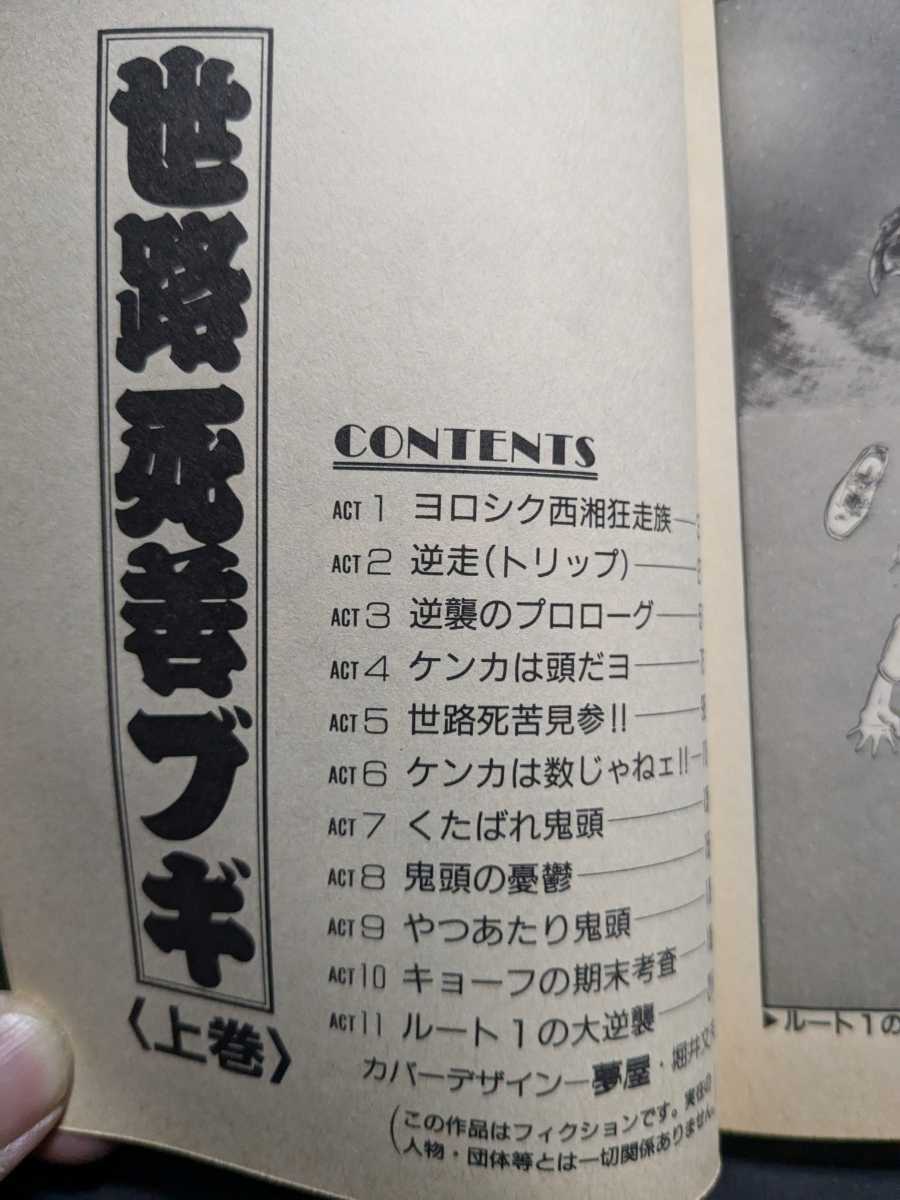 世路死苦ブギ
〈上巻〉
CONTENTS
ACT 1 ヨロシク西湘狂走族
ACT 2 逆走(トリップ)
ACT 3 逆襲のプロローグ
ACT 4 ケンカは頭だヨ
ACT 5 世路死苦見参!!
ACT 6 ケンカは数じゃねェ!!
ACT 7 くたばれ鬼頭
ACT 8 鬼頭の憂鬱
ACT 9 やつあたり鬼頭
ACT 10 キョーフの期末考査
ACT 11 ルート1の大逆襲
カバーデザイン―夢屋・堀井文
(この作品はフィクションです。実在の
人物・団体等とは一切関係ありません。
▶ルート1の